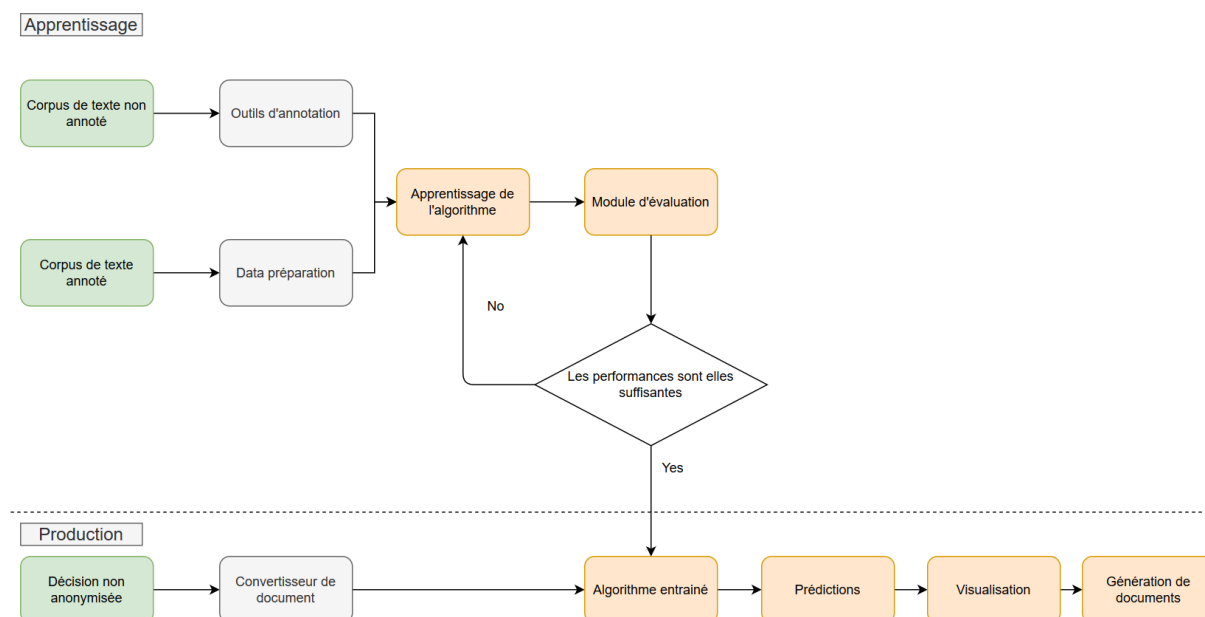 Apprentissage
Corpus de texte non
annoté
Outils d'annotation
Apprentissage de
l'algorithme
Module d'évaluation
Corpus de texte
annoté
Data préparation
No
Les performances sont elles
suffisantes
Yes
Production
Décision non
anonymisée
Convertisseur de
document
Algorithme entrainé
Prédictions
Visualisation
Génération de
documents